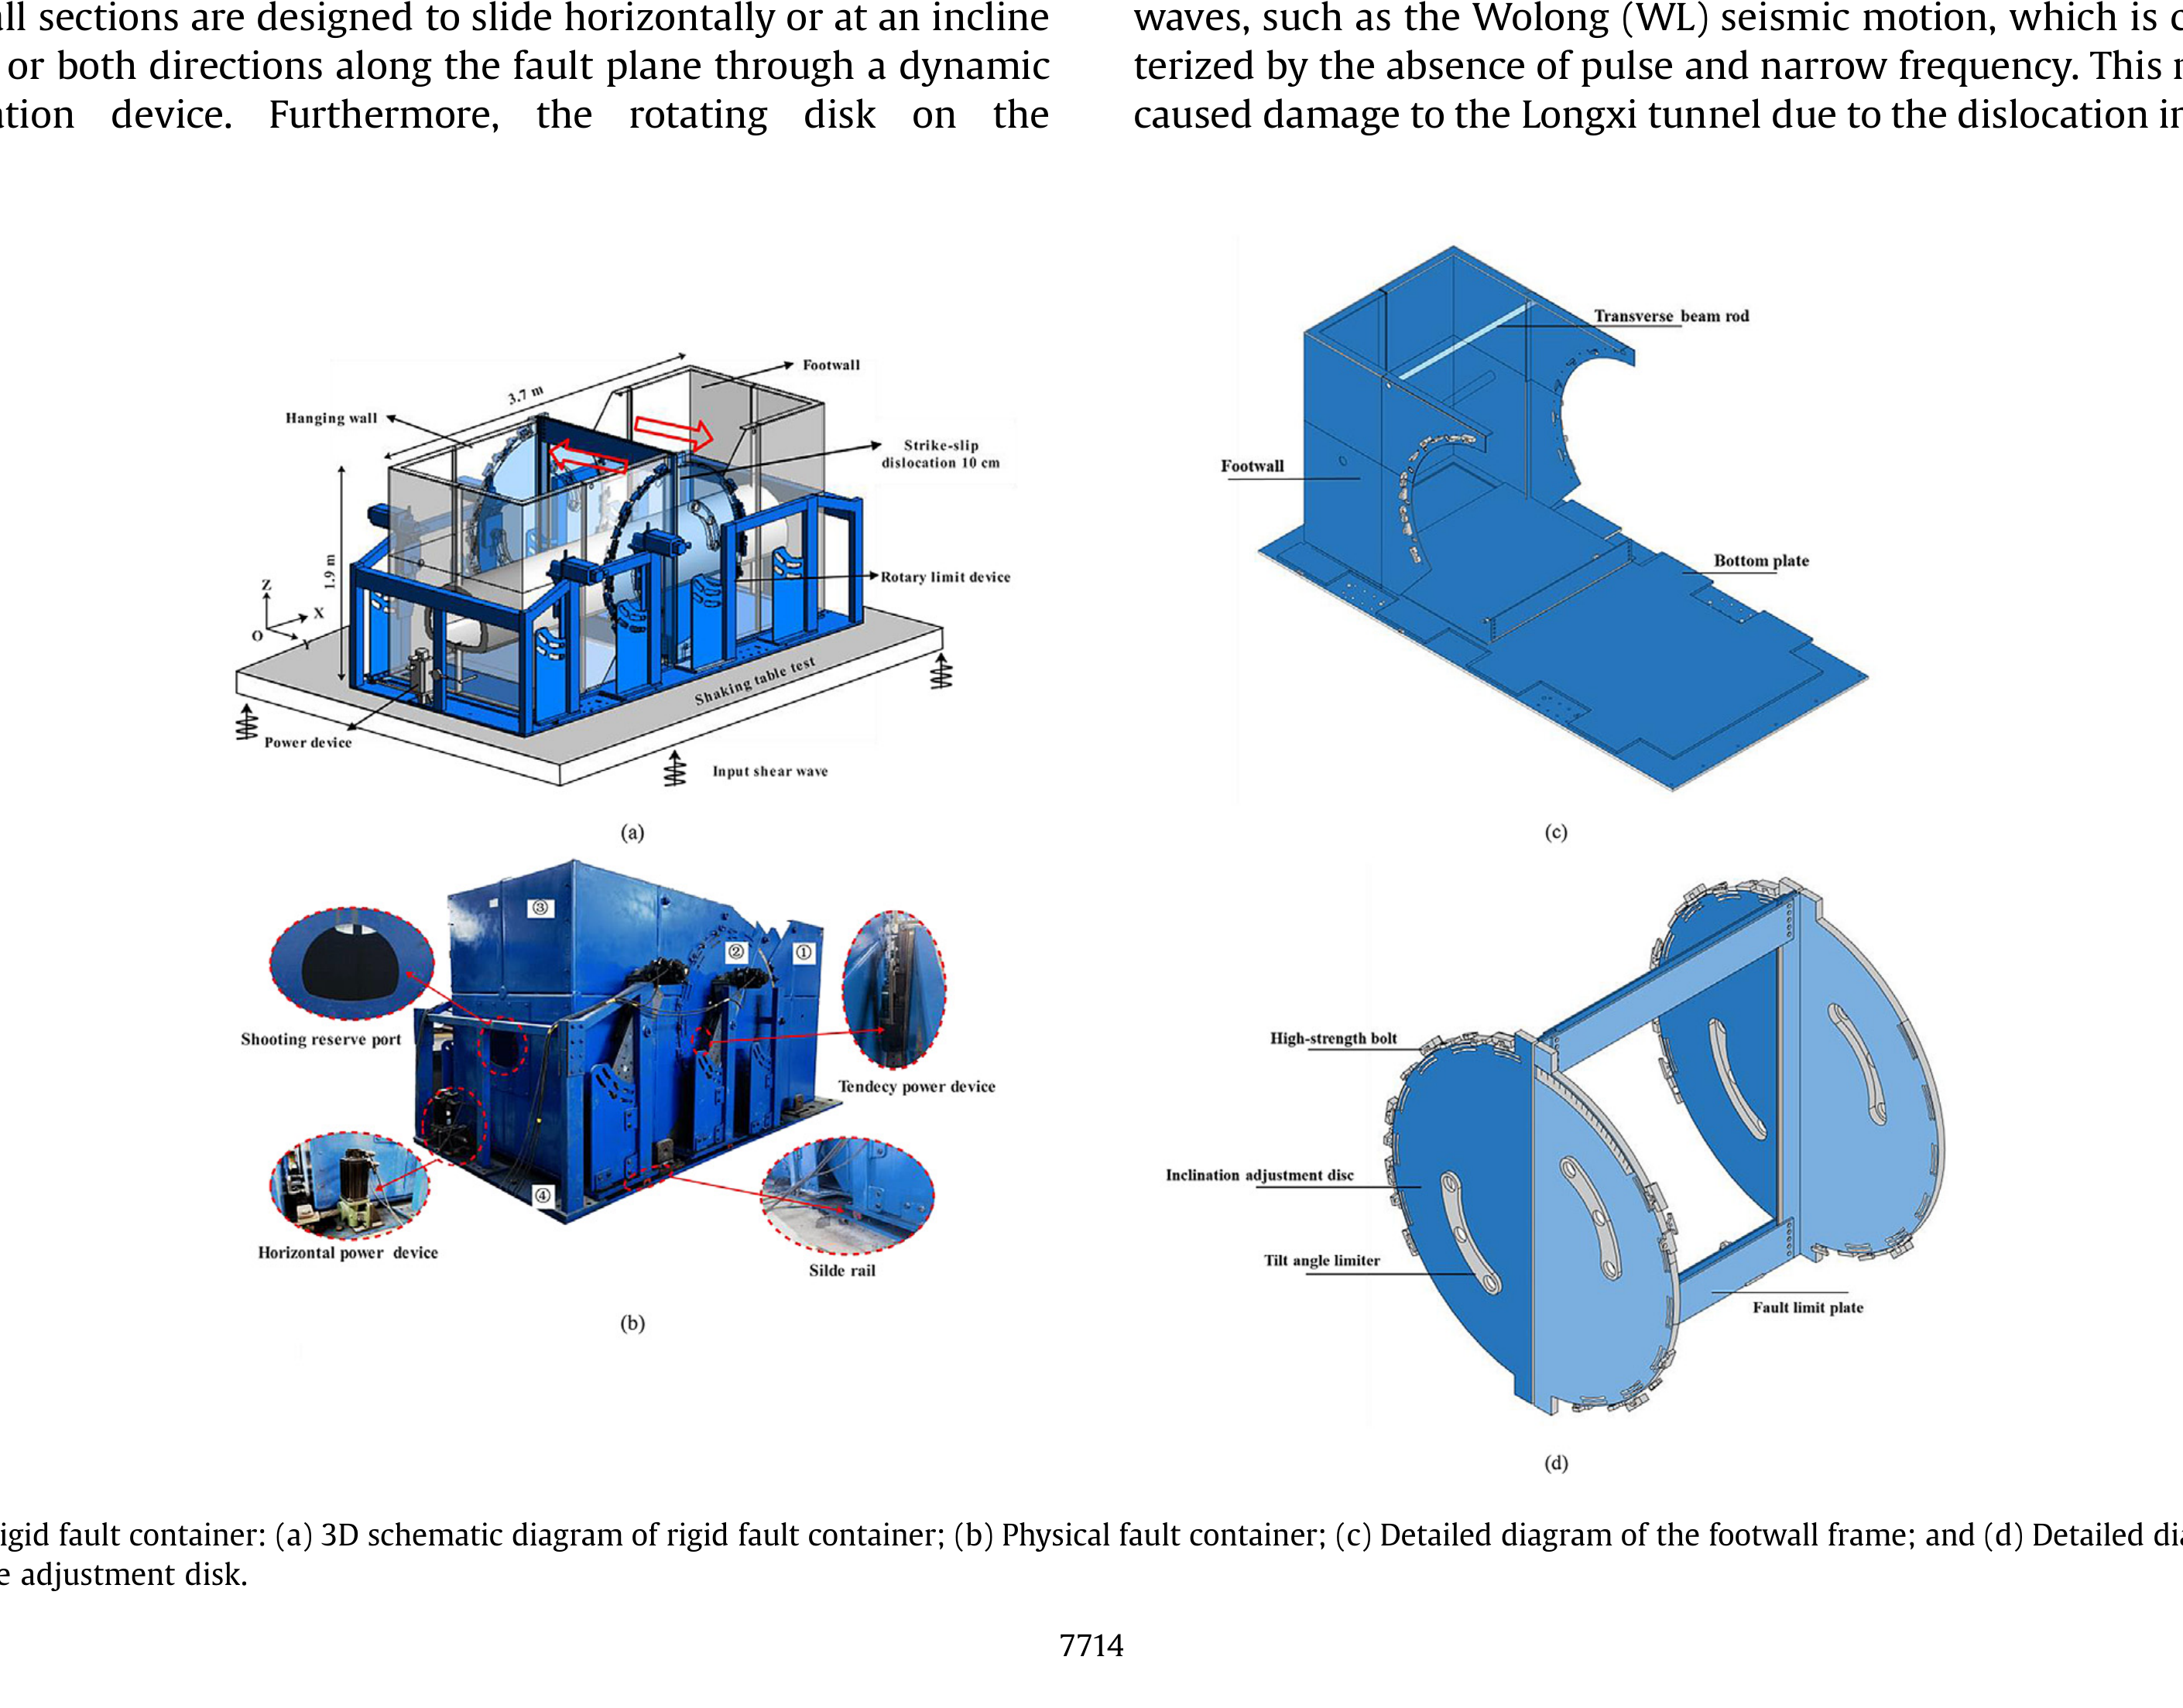 all sections are designed to slide horizontally or at an incline
or both directions along the fault plane through a dynamic
ation device. Furthermore, the rotating disk on the
waves, such as the Wolong (WL) seismic motion, which is c
terized by the absence of pulse and narrow frequency. This
caused damage to the Longxi tunnel due to the dislocation in
Footwall
3.7 m
Hanging wall
Strike-slip
dislocation 10 cm
1.9 m
Rotary limit device
Z
X
O
Y
Shaking table test
Power device
Input shear wave
(a)
Transverse beam rod
Footwall
Bottom plate
(c)
③
②
①
Shooting reserve port
Tendecy power device
④
Horizontal power device
Silde rail
(b)
High-strength bolt
Inclination adjustment disc
Tilt angle limiter
Fault limit plate
(d)
igid fault container: (a) 3D schematic diagram of rigid fault container; (b) Physical fault container; (c) Detailed diagram of the footwall frame; and (d) Detailed dia
e adjustment disk.
7714